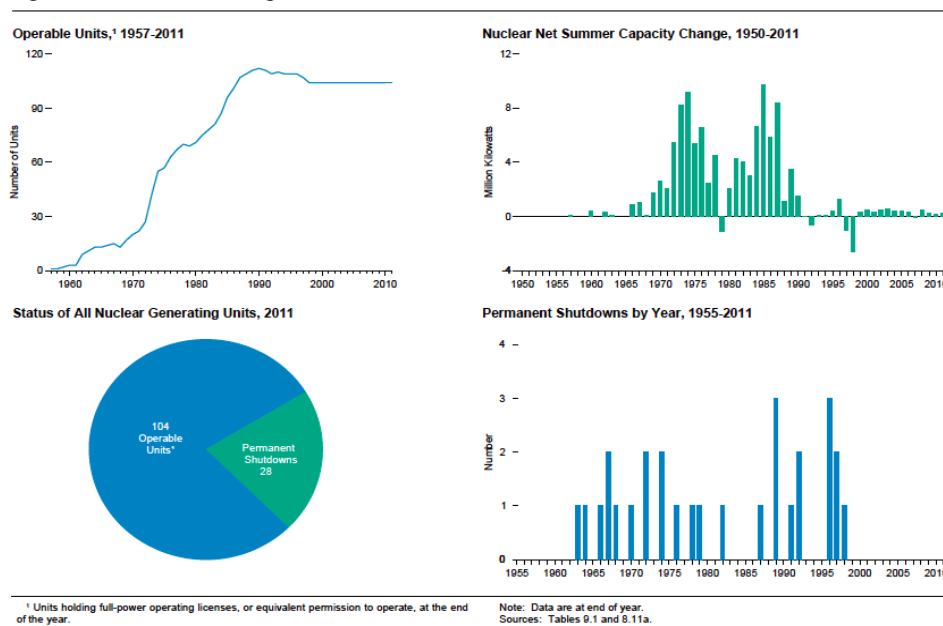 Operable Units,¹ 1957-2011
120
90
60
30
0
Number of Units
1960
1970
1980
1990
2000
2010
Nuclear Net Summer Capacity Change, 1950-2011
12
8
4
0
-4
Million Kilowatts
1950 1955 1960 1965 1970 1975 1980 1985 1990 1995 2000 2005
Status of All Nuclear Generating Units, 2011
104
Operable
Units¹
Permanent
Shutdowns
28
Permanent Shutdowns by Year, 1955-2011
4
3
2
1
0
Number
1955 1960 1965 1970 1975 1980 1985 1990 1995 2000 2005
¹ Units holding full-power operating licenses, or equivalent permission to operate, at the end
of the year.
Note: Data are at end of year.
Sources: Tables 9.1 and 8.11a.